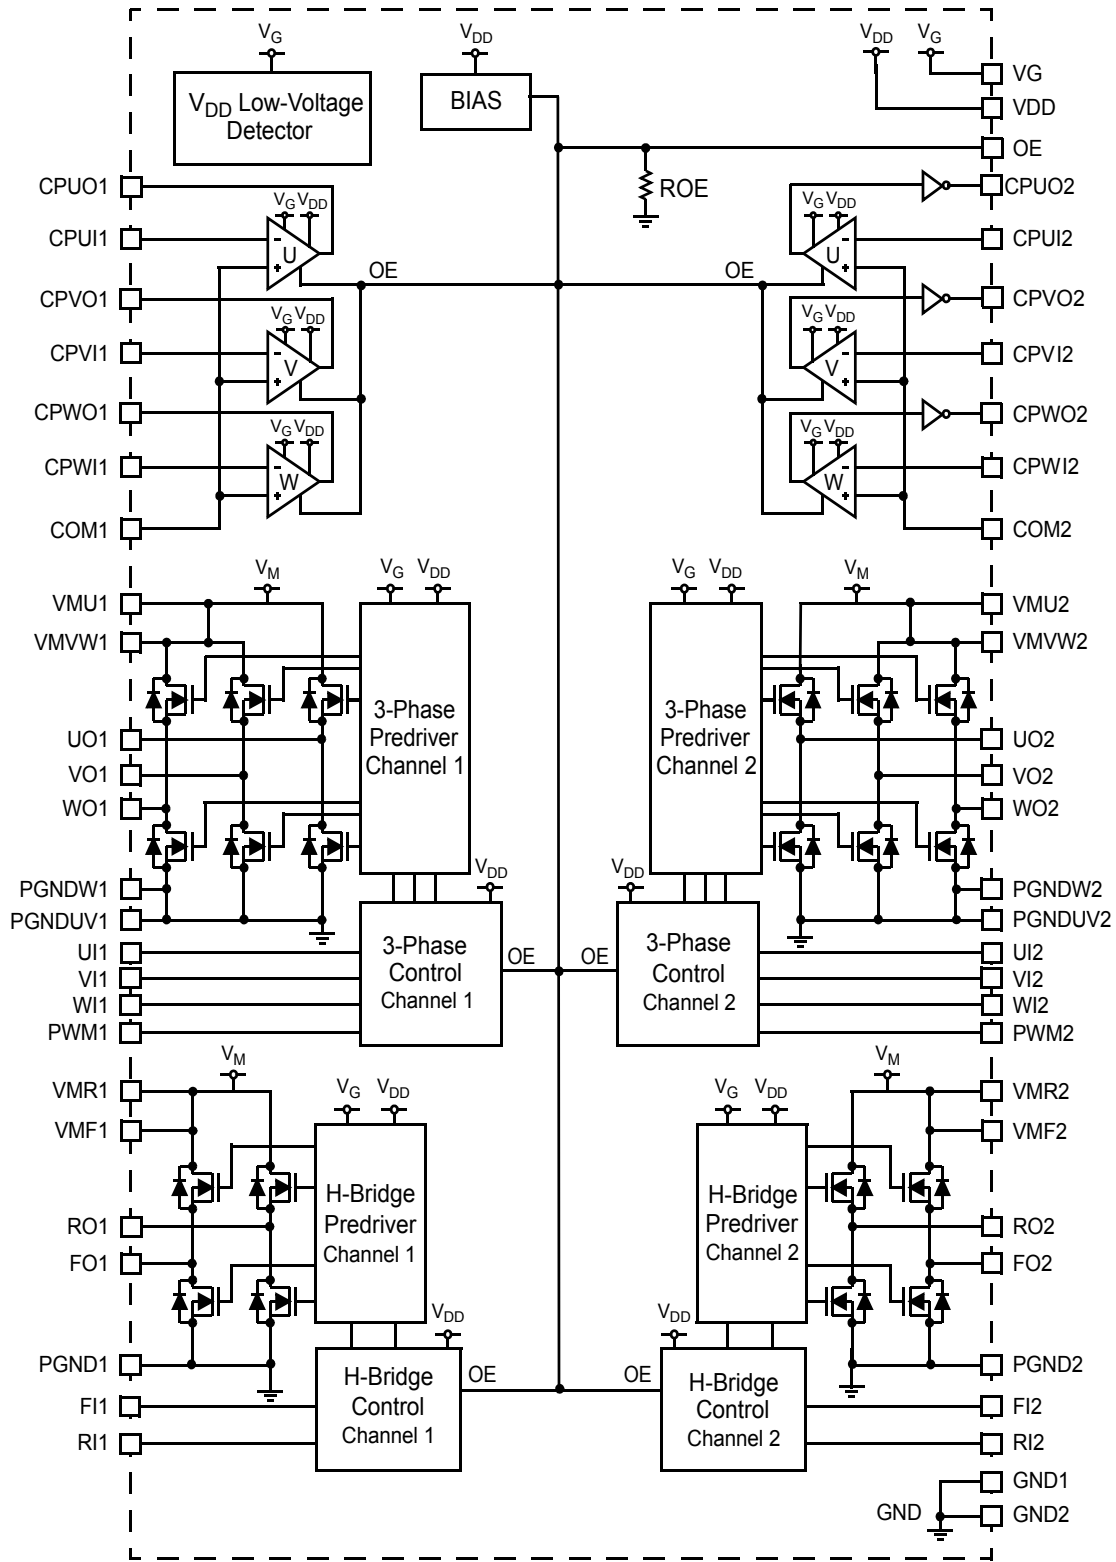 VG
VDD
VDD
VG
VDD Low-Voltage
Detector
BIAS
VG
VDD
OE
ROE
CPUO1
VG VDD
U
- +
CPUI1
OE
CPVO1
VG VDD
V
- +
CPVI1
CPWO1
VG VDD
W
- +
CPWI1
COM1
CPUO2
VG VDD
U
- +
CPUI2
OE
CPVO2
VG VDD
V
- +
CPVI2
CPWO2
VG VDD
W
- +
CPWI2
COM2
VM
VG
VDD
VMU1
VMVW1
3-Phase
Predriver
Channel 1
UO1
VO1
WO1
PGNDW1
PGNDUV1
VDD
3-Phase
Control
Channel 1
OE
UI1
VI1
WI1
PWM1
VG
VDD
VM
VMU2
VMVW2
3-Phase
Predriver
Channel 2
UO2
VO2
WO2
PGNDW2
PGNDUV2
VDD
3-Phase
Control
Channel 2
OE
UI2
VI2
WI2
PWM2
VM
VG
VDD
VMR1
VMF1
H-Bridge
Predriver
Channel 1
RO1
FO1
PGND1
VDD
H-Bridge
Control
Channel 1
OE
FI1
RI1
VG
VDD
VM
VMR2
VMF2
H-Bridge
Predriver
Channel 2
RO2
FO2
PGND2
VDD
H-Bridge
Control
Channel 2
OE
FI2
RI2
GND1
GND
GND2